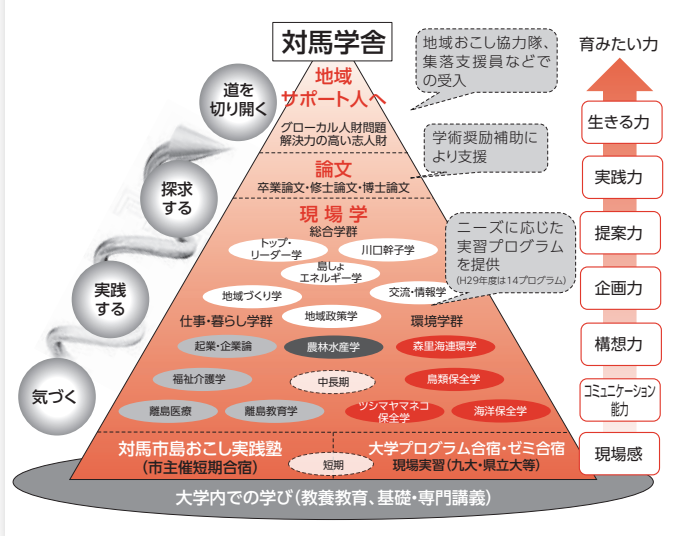 対馬学舎
地域
サポート人へ
グローカル人財問題
解決力の高い志人財
論文
卒業論文・修士論文・博士論文
現場学
総合学群
トップ・
リーダー学
川口幹子学
島しょ
エネルギー学
地域づくり学
交流・情報学
地域政策学
仕事・暮らし学群
環境学群
起業・企業論
農林水産学
森里海連環学
福祉介護学
中長期
鳥類保全学
離島医療
離島教育学
ツシマヤマネコ
保全学
海洋保全学
対馬市島おこし実践塾
(市主催短期合宿)
短期
大学プログラム合宿・ゼミ合宿
現場実習(九大・県立大等)
大学内での学び(教養教育、基礎・専門講義)
道を
切り開く
探求
する
実践
する
気づく
地域おこし協力隊、
集落支援員などで
の受入
学術奨励補助に
より支援
ニーズに応じた
実習プログラム
を提供
(H29年度は14プログラム)
育みたい力
生きる力
実践力
提案力
企画力
構想力
コミュニケーション
能力
現場感